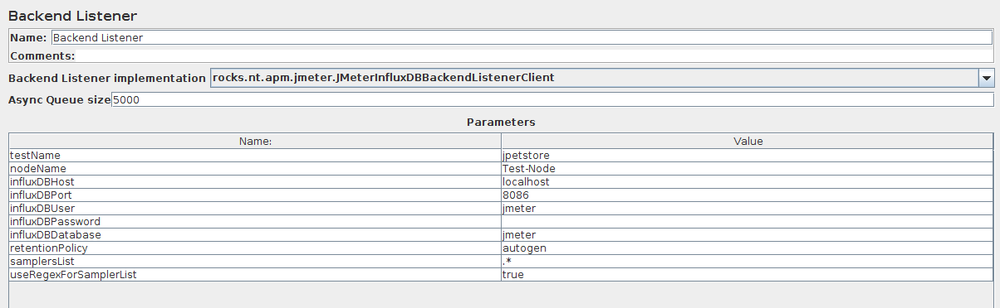 Backend Listener
Name: Backend Listener
Comments:
Backend Listener implementation rocks.nt.apm.jmeter.JMeterInfluxDBBackendListenerClient
Async Queue size 5000
Parameters
Name: Value
testName jpetstore
nodeName Test-Node
influxDBHost localhost
influxDBPort 8086
influxDBUser jmeter
influxDBPassword
influxDBDatabase jmeter
retentionPolicy autogen
samplersList .*
useRegexForSamplerList true